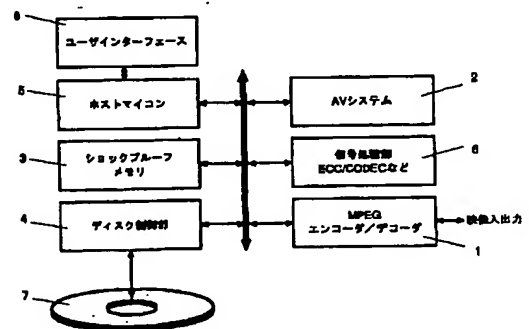 8
ユーザインターフェース
5
ホストマイコン
2
AVシステム
3
ショックプルーフ
メモリ
信号処理部
ECC/CODECなど
6
4
ディスク制御部
MPEG
エンコーダ/デコーダ
映像入出力
1
7